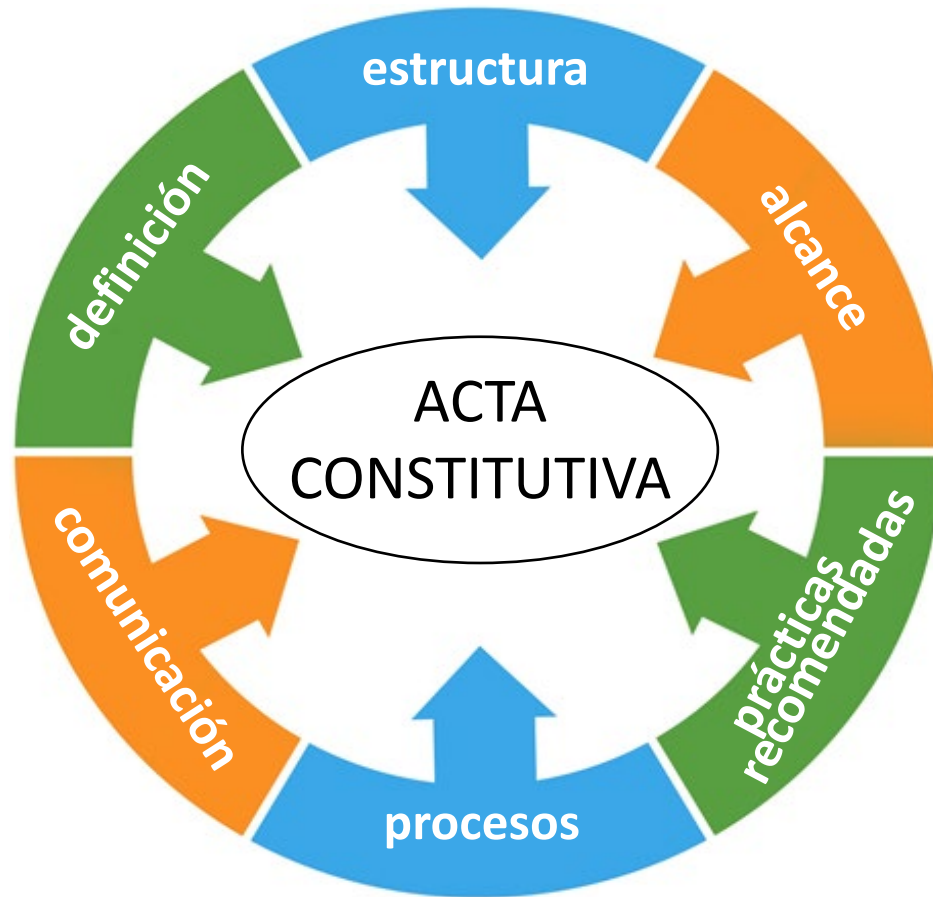 estructura
alcance
prácticas
recomendadas
procesos
comunicación
definición
ACTA
CONSTITUTIVA